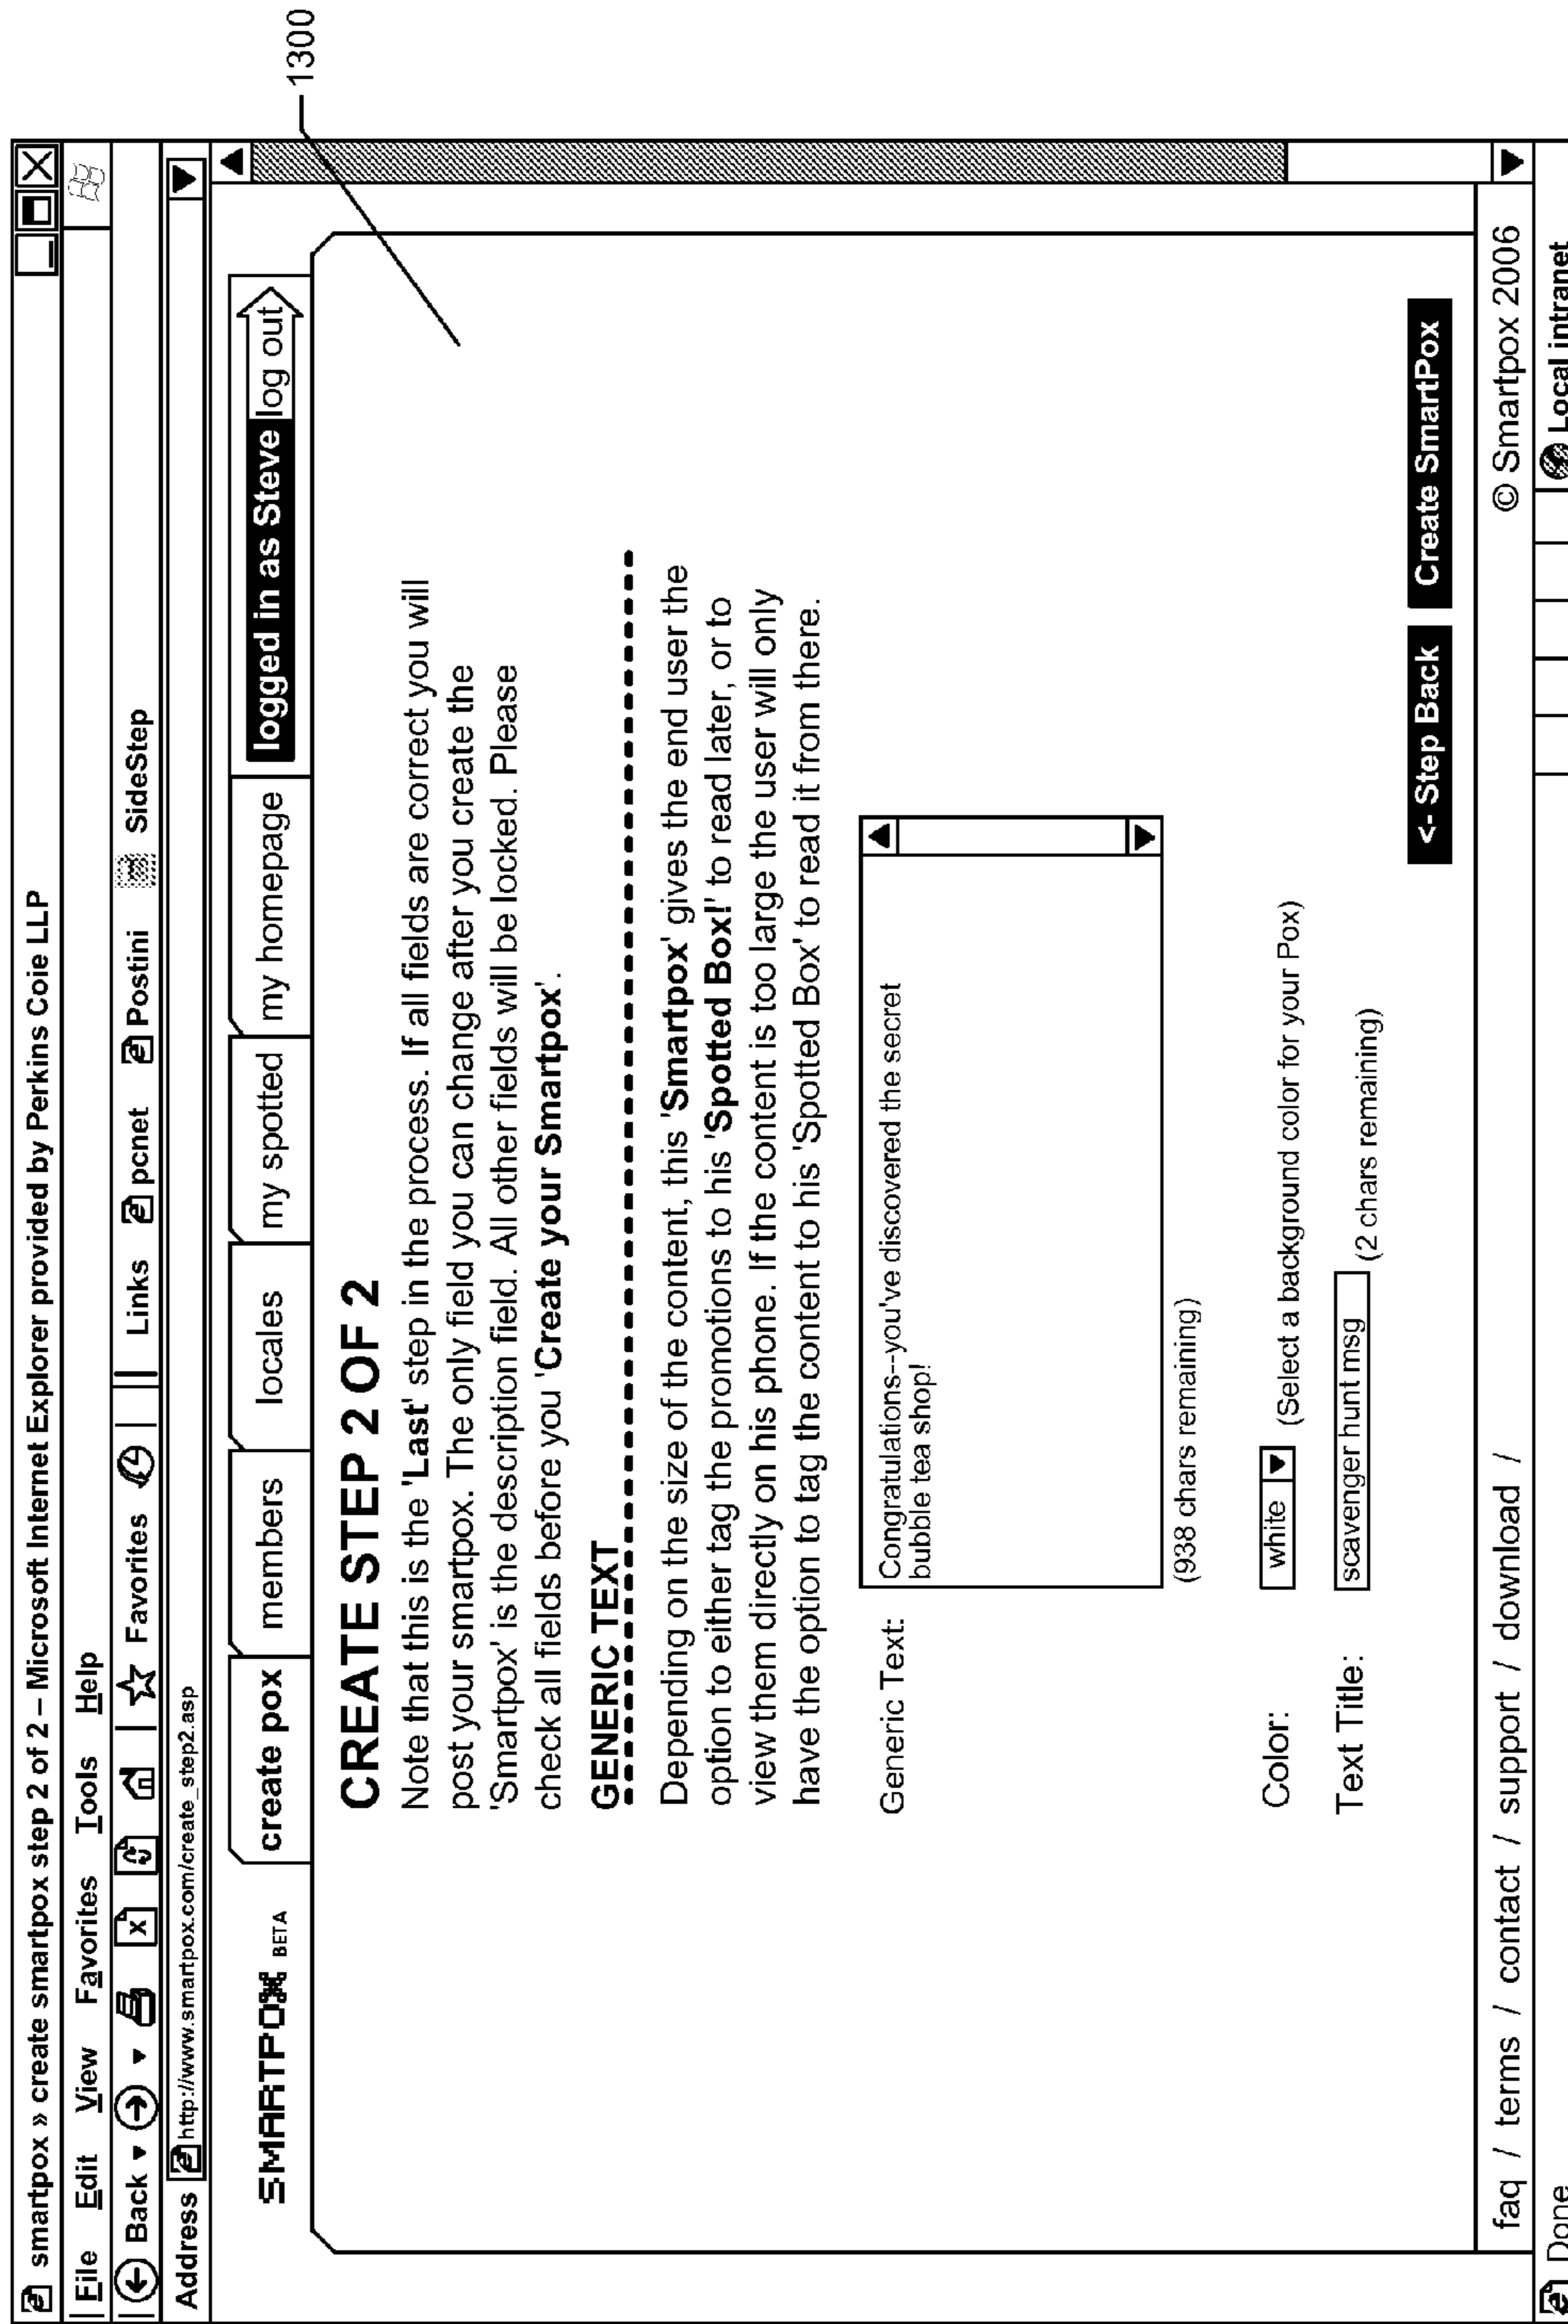 smartpox » create smartpox step 2 of 2 – Microsoft Internet Explorer provided by Perkins Coie LLP
File Edit View Favorites Tools Help
Back Favorites Links pcnet Postini SideStep
Address http://www.smartpox.com/create_step2.asp
SMARTPOX BETA
create pox members locales my spotted my homepage logged in as Steve log out
1300
CREATE STEP 2 OF 2
Note that this is the 'Last' step in the process. If all fields are correct you will
post your smartpox. The only field you can change after you create the
'Smartpox' is the description field. All other fields will be locked. Please
check all fields before you 'Create your Smartpox'.
GENERIC TEXT
Depending on the size of the content, this 'Smartpox' gives the end user the
option to either tag the promotions to his 'Spotted Box!' to read later, or to
view them directly on his phone. If the content is too large the user will only
have the option to tag the content to his 'Spotted Box' to read it from there.
Generic Text:
Congratulations--you've discovered the secret
bubble tea shop!
(938 chars remaining)
Color: white (Select a background color for your Pox)
Text Title: scavenger hunt msg (2 chars remaining)
<- Step Back Create SmartPox
faq / terms / contact / support / download / © Smartpox 2006
Done Local intranet